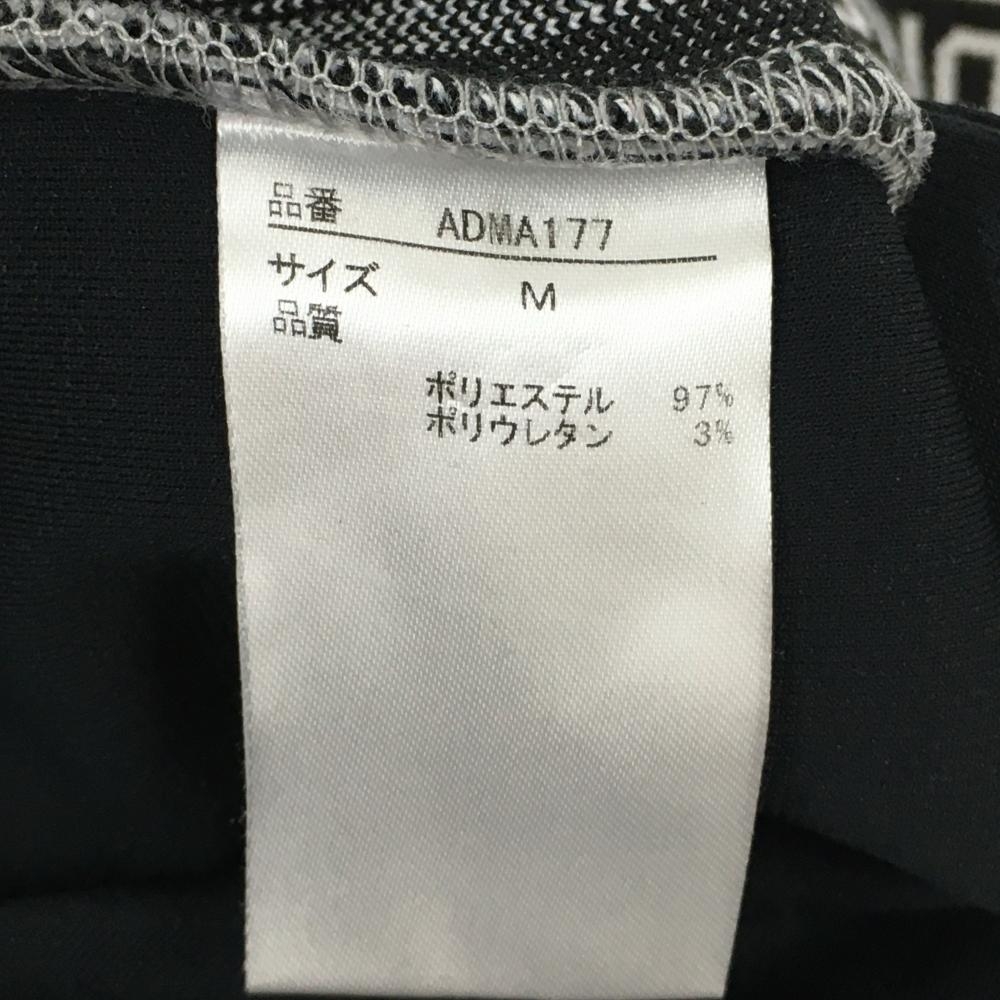 品番 ADMA177
サイズ M
品質
ポリエステル 97%
ポリウレタン 3%